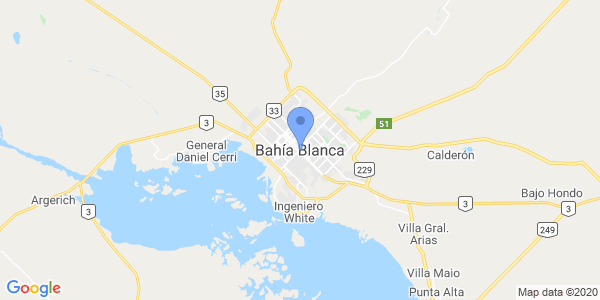 35
33
3
51
General
Daniel Cerri
Bahía Blanca
Calderón
229
Argerich
3
Ingeniero
White
3
Bajo Hondo
3
Villa Gral.
Arias
249
Villa Maio
Punta Alta
Google
Map data ©2020